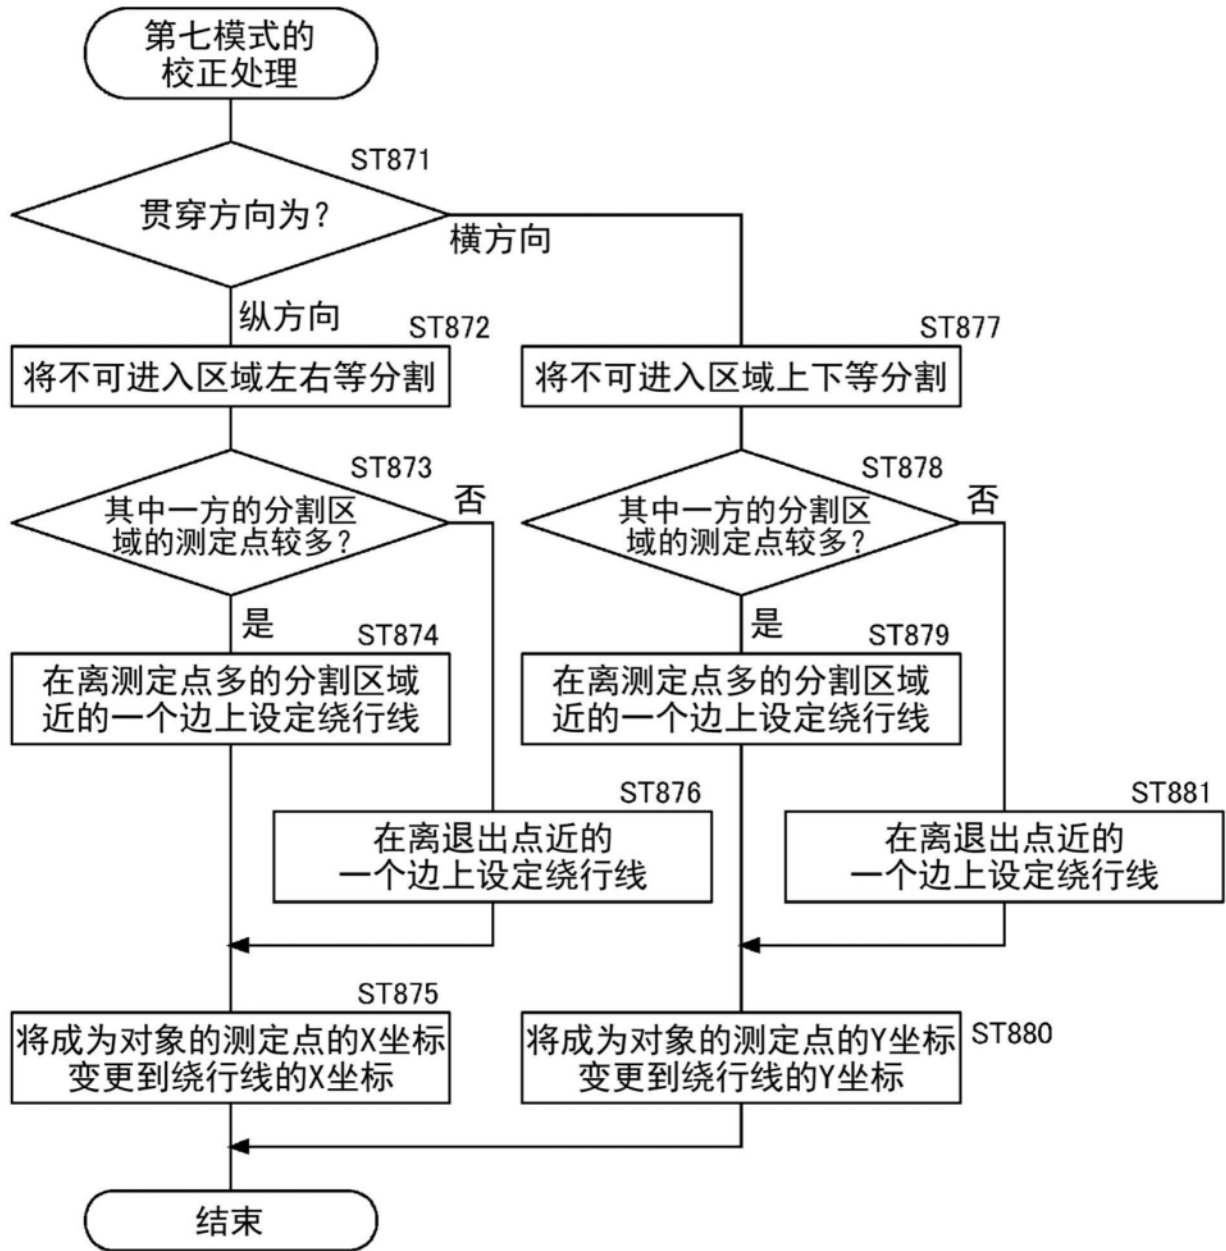 第七模式的
校正处理
ST871
贯穿方向为?
横方向
纵方向
ST872
将不可进入区域左右等分割
ST877
将不可进入区域上下等分割
ST873
其中一方的分割区
域的测定点较多?
否
是
ST878
其中一方的分割区
域的测定点较多?
否
是
ST874
在离测定点多的分割区域
近的一个边上设定绕行线
ST879
在离测定点多的分割区域
近的一个边上设定绕行线
ST876
在离退出点近的
一个边上设定绕行线
ST881
在离退出点近的
一个边上设定绕行线
ST875
将成为对象的测定点的X坐标
变更到绕行线的X坐标
ST880
将成为对象的测定点的Y坐标
变更到绕行线的Y坐标
结束